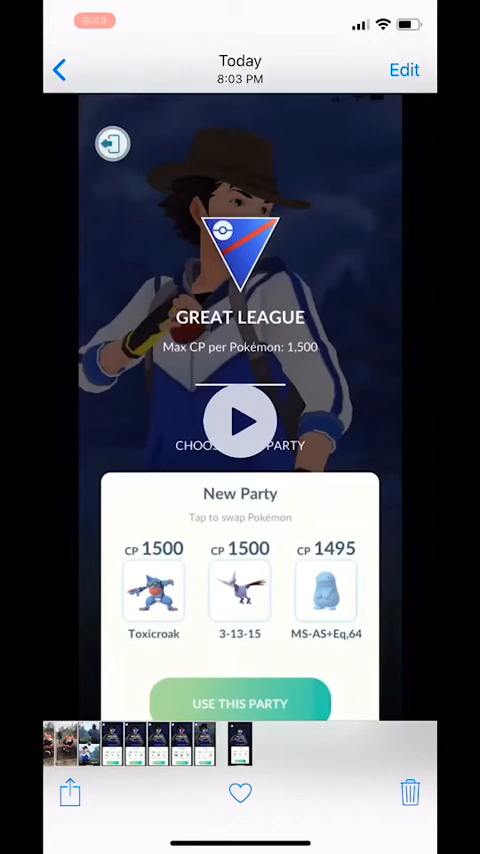 9:43
Today
8:03 PM
Edit
GREAT LEAGUE
Max CP per Pokémon: 1,500
CHOO PARTY
New Party
Tap to swap Pokémon
CP 1500 CP 1500 CP 1495
Toxicroak 3-13-15 MS-AS+Eq,64
USE THIS PARTY